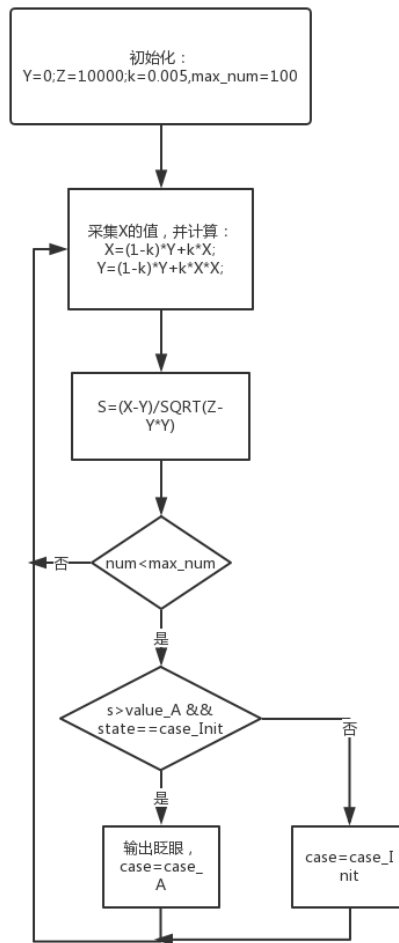 初始化：
Y=0;Z=10000;k=0.005,max_num=100
采集X的值，并计算：
X=(1-k)*Y+k*X;
Y=(1-k)*Y+k*X*X;
S=(X-Y)/SQRT(Z-
Y*Y)
num<max_num
否
是
s>value_A &&
state==case_Init
否
是
输出眨眼，
case=case_
A
case=case_I
nit